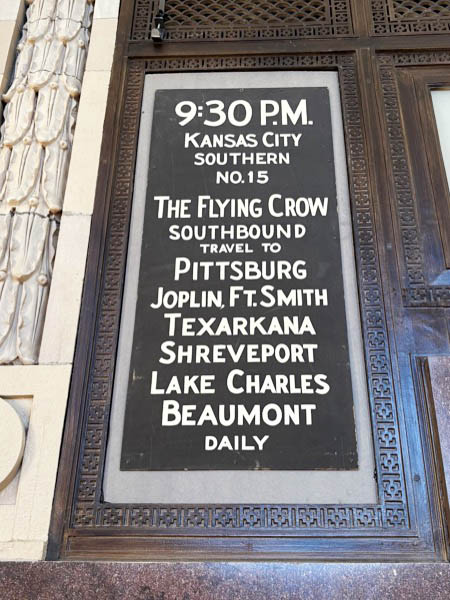 9:30 P.M.
KANSAS CITY
SOUTHERN
NO.15
THE FLYING CROW
SOUTHBOUND
TRAVEL TO
PITTSBURG
JOPLIN, FT. SMITH
TEXARKANA
SHREVEPORT
LAKE CHARLES
BEAUMONT
DAILY